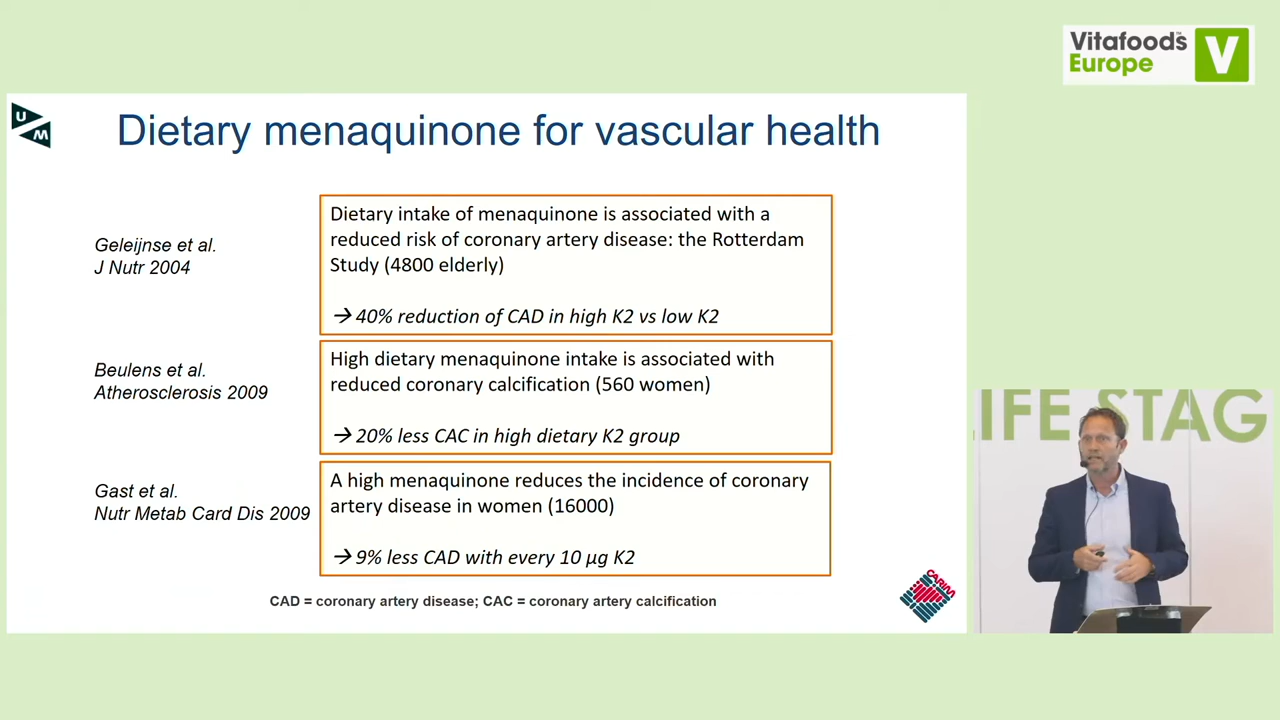 Vitafoods™
Europe
V
U
M
Dietary menaquinone for vascular health
Geleijnse et al.
J Nutr 2004
Dietary intake of menaquinone is associated with a
reduced risk of coronary artery disease: the Rotterdam
Study (4800 elderly)
→ 40% reduction of CAD in high K2 vs low K2
Beulens et al.
Atherosclerosis 2009
High dietary menaquinone intake is associated with
reduced coronary calcification (560 women)
→ 20% less CAC in high dietary K2 group
Gast et al.
Nutr Metab Card Dis 2009
A high menaquinone reduces the incidence of coronary
artery disease in women (16000)
→ 9% less CAD with every 10 µg K2
CAD = coronary artery disease; CAC = coronary artery calcification
CARIM
LIFE STAG